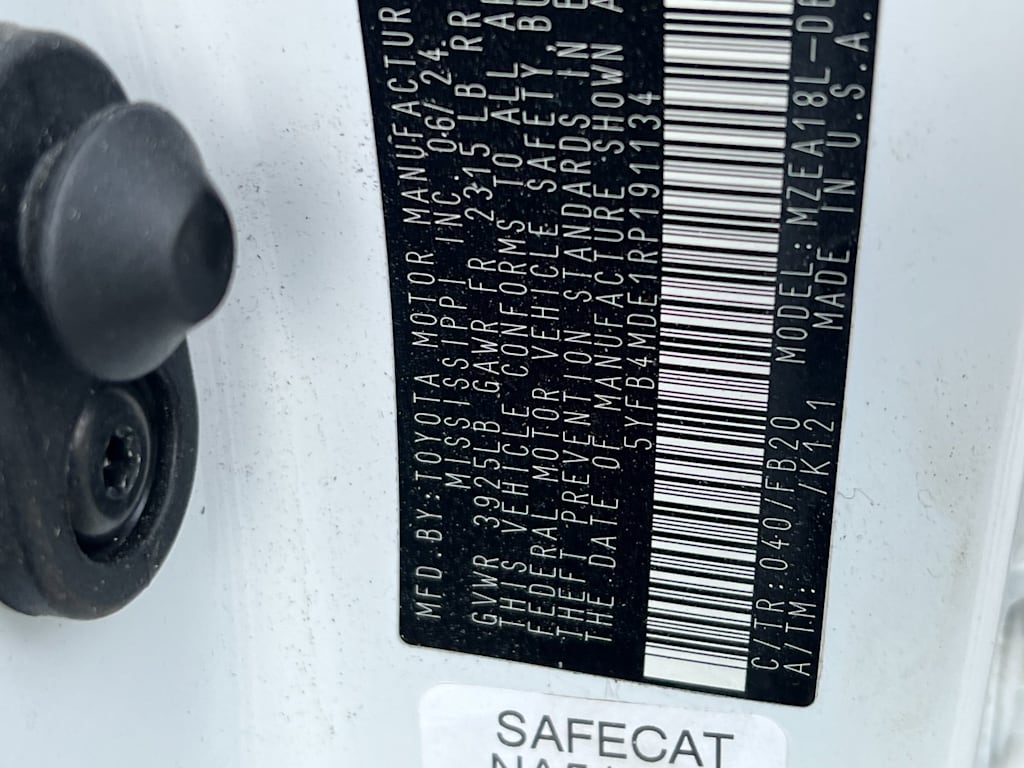 MFD.BY:TOYOTA MOTOR MANUFACTUR
MISSISSIPPI INC. 06/24.
GVWR 3925LB GAWR FR 2315 LB RR
THIS VEHICLE CONFORMS TO ALL AP
FEDERAL MOTOR VEHICLE SAFETY, BU
THEFT PREVENTION STANDARDS IN E
THE DATE OF MANUFACTURE SHOWN A
5YFB4MDE1RP191134
C/TR:040/FB20 MODEL:MZEA18L-DE
A/TM: /K121 MADE IN U.S.A.
SAFECAT